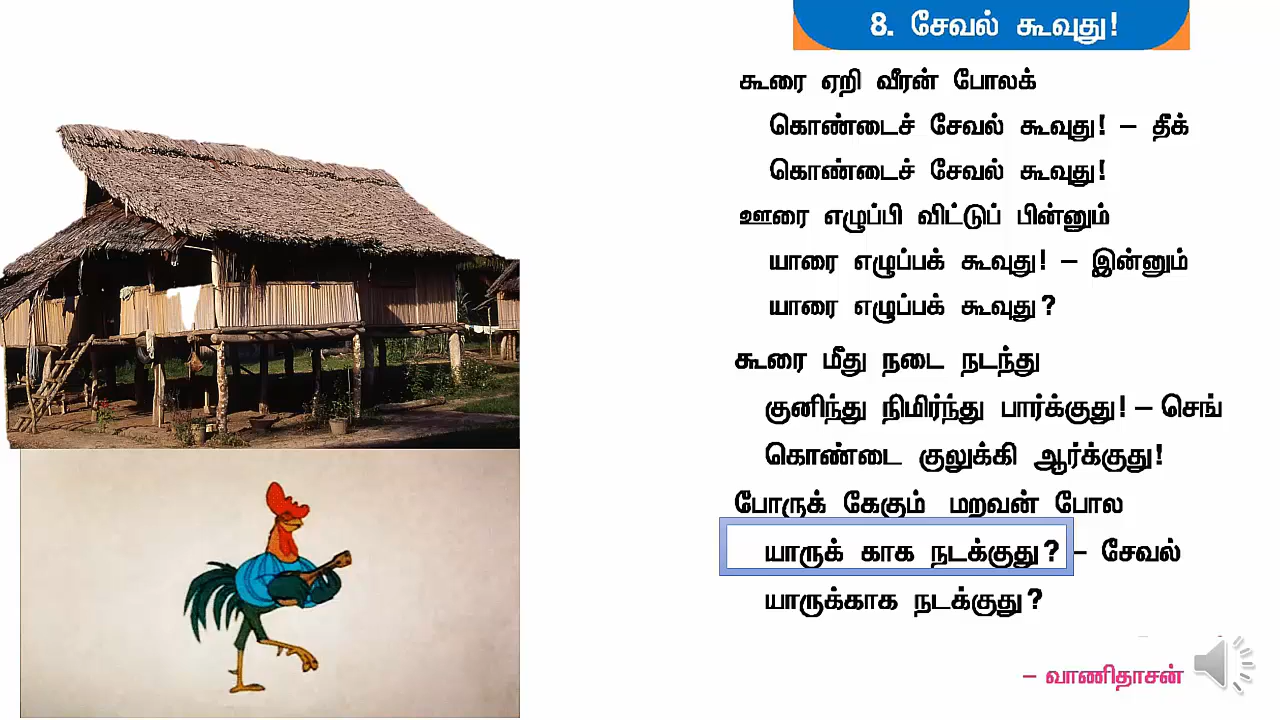 8. சேவல் கூவுது!
கூரை ஏறி வீரன் போலக்
கொண்டைச் சேவல் கூவுது! – தீக்
கொண்டைச் சேவல் கூவுது!
ஊரை எழுப்பி விட்டுப் பின்னும்
யாரை எழுப்பக் கூவுது! – இன்னும்
யாரை எழுப்பக் கூவுது?
கூரை மீது நடை நடந்து
குனிந்து நிமிர்ந்து பார்க்குது! – செங்
கொண்டை குலுக்கி ஆர்க்குது!
போருக் கேகும் மறவன் போல
யாருக் காக நடக்குது? – சேவல்
யாருக்காக நடக்குது?
– வாணிதாசன்